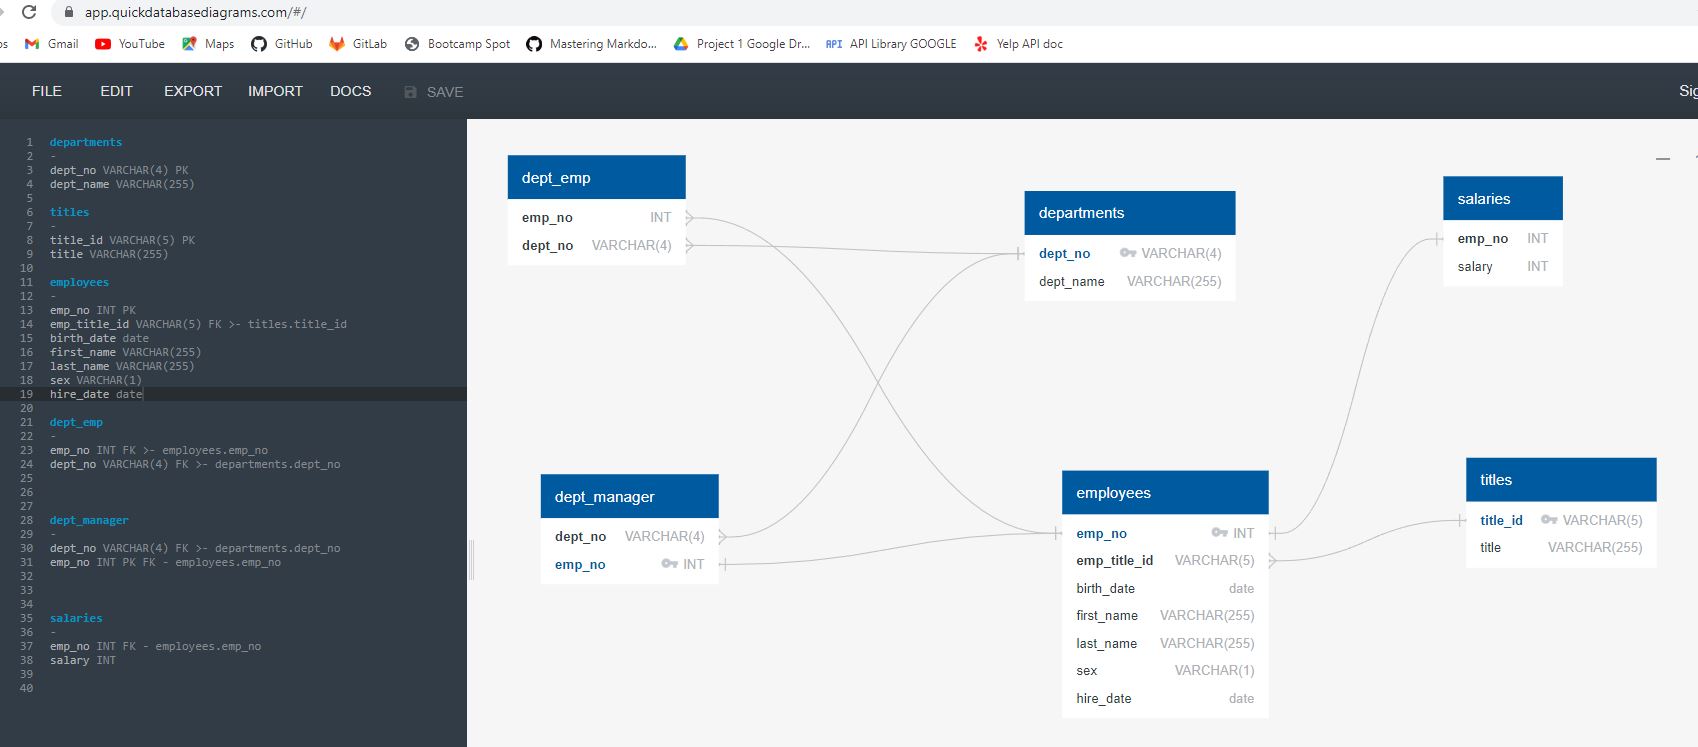 app.quickdatabasediagrams.com/#/
Gmail YouTube Maps GitHub GitLab Bootcamp Spot Mastering Markdo... Project 1 Google Dr... API API Library GOOGLE Yelp API doc
FILE EDIT EXPORT IMPORT DOCS SAVE
1 departments
2 -
3 dept_no VARCHAR(4) PK
4 dept_name VARCHAR(255)
5
6 titles
7 -
8 title_id VARCHAR(5) PK
9 title VARCHAR(255)
10
11 employees
12 -
13 emp_no INT PK
14 emp_title_id VARCHAR(5) FK >- titles.title_id
15 birth_date date
16 first_name VARCHAR(255)
17 last_name VARCHAR(255)
18 sex VARCHAR(1)
19 hire_date date
20
21 dept_emp
22 -
23 emp_no INT FK >- employees.emp_no
24 dept_no VARCHAR(4) FK >- departments.dept_no
25
26
27
28 dept_manager
29 -
30 dept_no VARCHAR(4) FK >- departments.dept_no
31 emp_no INT PK FK - employees.emp_no
32
33
34
35 salaries
36 -
37 emp_no INT FK - employees.emp_no
38 salary INT
39
40
dept_emp
emp_no INT
dept_no VARCHAR(4)
departments
dept_no VARCHAR(4)
dept_name VARCHAR(255)
salaries
emp_no INT
salary INT
dept_manager
dept_no VARCHAR(4)
emp_no INT
employees
emp_no INT
emp_title_id VARCHAR(5)
birth_date date
first_name VARCHAR(255)
last_name VARCHAR(255)
sex VARCHAR(1)
hire_date date
titles
title_id VARCHAR(5)
title VARCHAR(255)